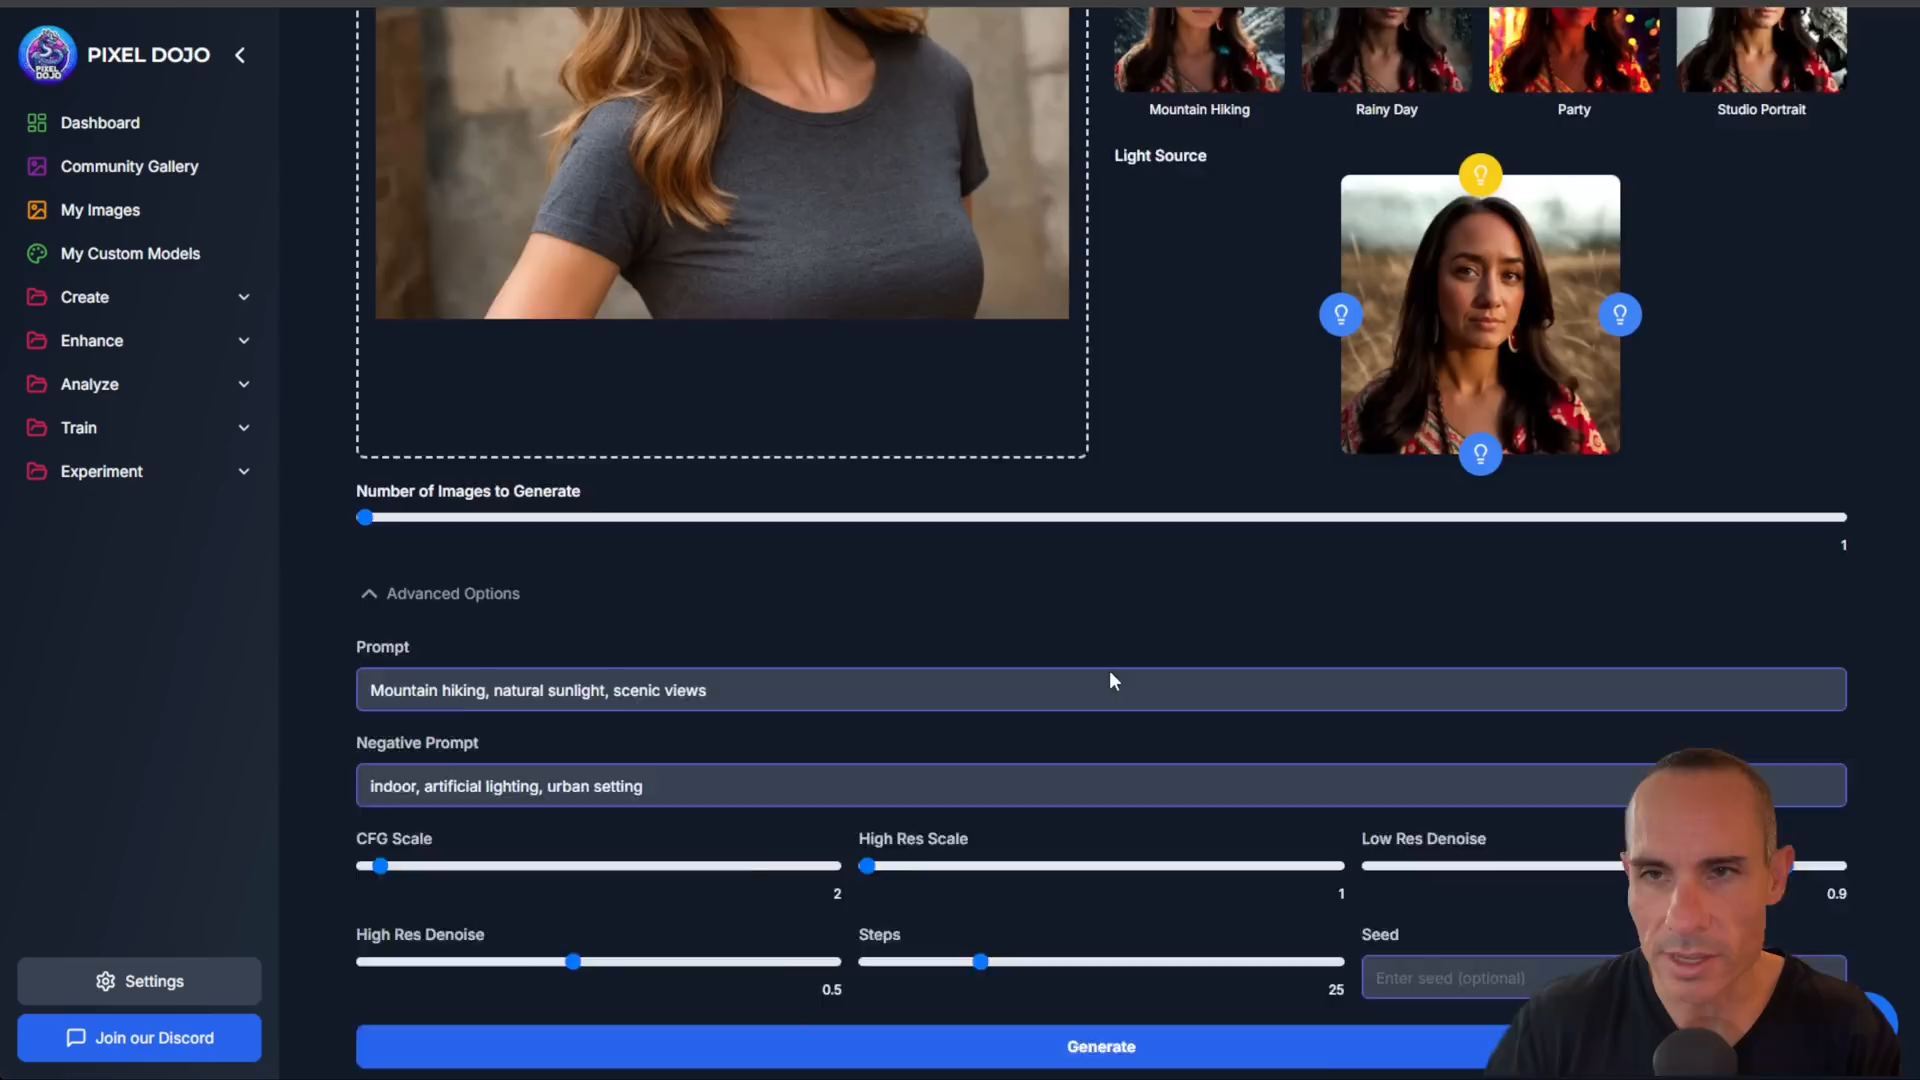 PIXEL DOJO
PIXEL
DOJO
Dashboard
Community Gallery
My Images
My Custom Models
Create
Enhance
Analyze
Train
Experiment
Settings
Join our Discord
Mountain Hiking
Rainy Day
Party
Studio Portrait
Light Source
Number of Images to Generate
1
Advanced Options
Prompt
Mountain hiking, natural sunlight, scenic views
Negative Prompt
indoor, artificial lighting, urban setting
CFG Scale
2
High Res Scale
1
Low Res Denoise
0.9
High Res Denoise
0.5
Steps
25
Seed
Enter seed (optional)
Generate